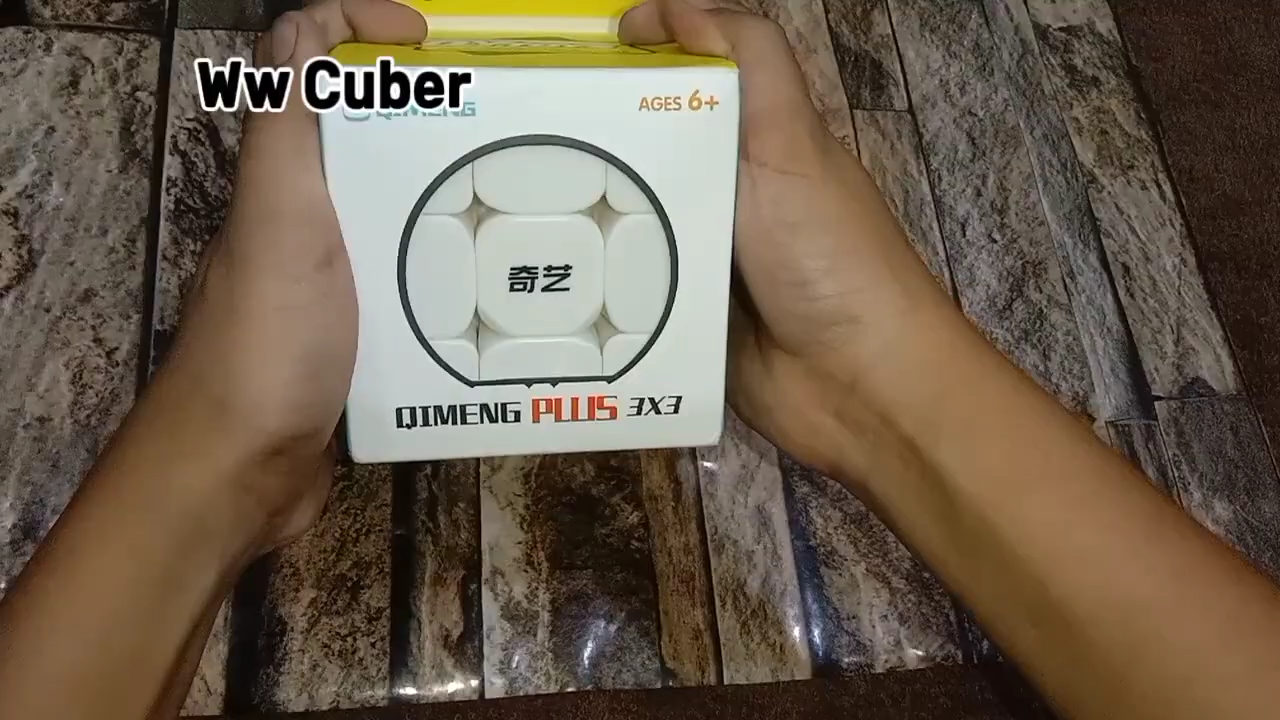 Ww Cuber
QIMENG
AGES 6+
奇艺
QIMENG PLUS 3X3